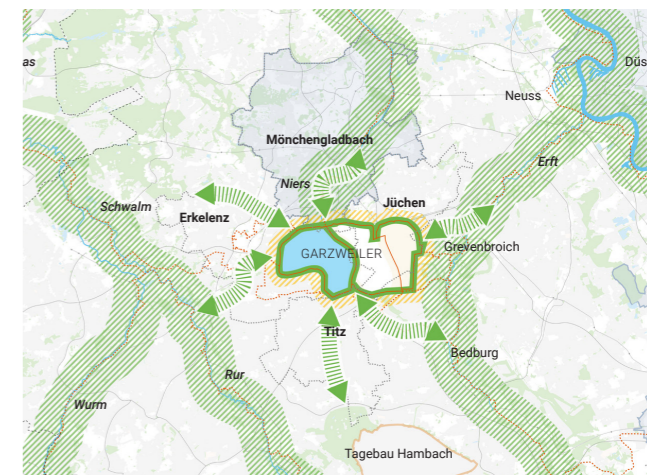 as
Düs
Neuss
Mönchengladbach
Erft
Niers
Schwalm
Jüchen
Erkelenz
Grevenbroich
GARZWEILER
Titz
Bedburg
Rur
Wurm
Tagebau Hambach